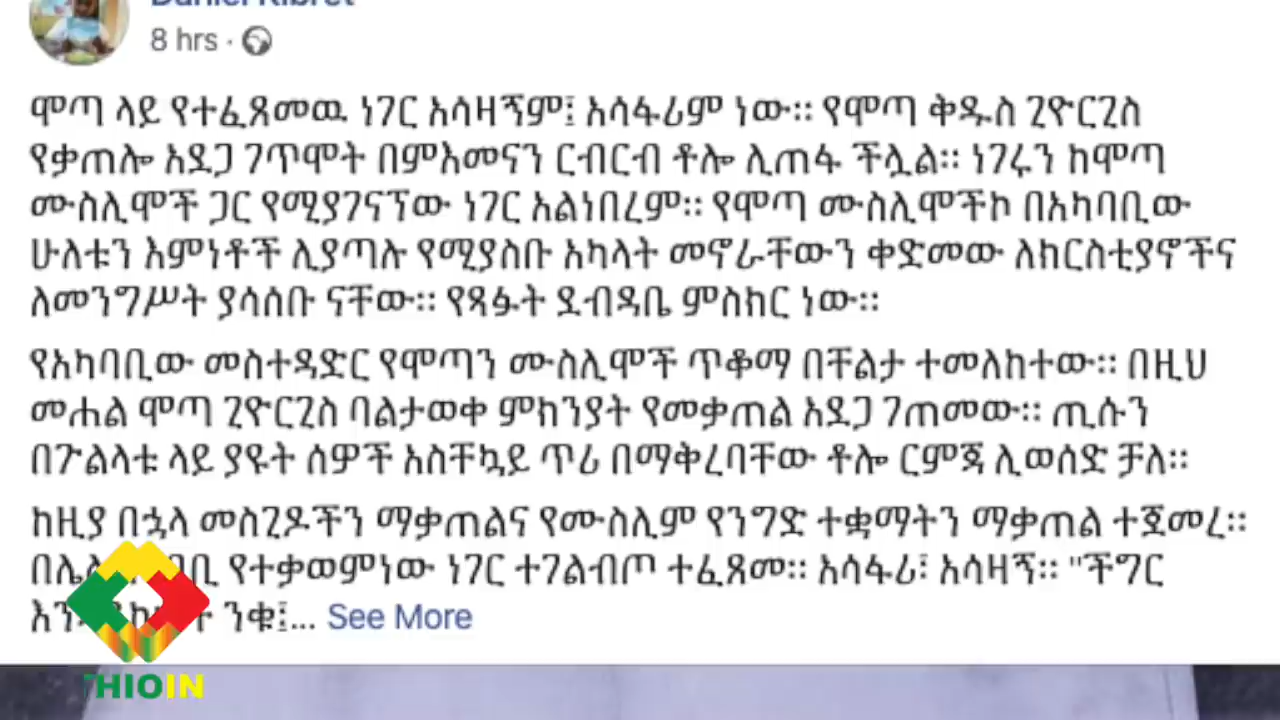 Daniel Kibret
8 hrs ·
ሞጣ ላይ የተፈጸመዉ ነገር አሳዛኝም፤ አሳፋሪም ነው። የሞጣ ቅዱስ ጊዮርጊስ
የቃጠሎ አደጋ ገጥሞት በምእመናን ርብርብ ቶሎ ሊጠፋ ችሏል። ነገሩን ከሞጣ
ሙስሊሞች ጋር የሚያገናኘው ነገር አልነበረም። የሞጣ ሙስሊሞችኮ በአካባቢው
ሁለቱን እምነቶች ሊያጣሉ የሚያስቡ አካላት መኖራቸውን ቀድመው ለክርስቲያኖችና
ለመንግሥት ያሳሰቡ ናቸው። የጻፉት ደብዳቤ ምስክር ነው።
የአካባቢው መስተዳድር የሞጣን ሙስሊሞች ጥቆማ በቸልታ ተመለከተው። በዚህ
መሐል ሞጣ ጊዮርጊስ ባልታወቀ ምክንያት የመቃጠል አደጋ ገጠመው። ጢሱን
በጉልላቱ ላይ ያዩት ሰዎች አስቸኳይ ጥሪ በማቅረባቸው ቶሎ ርምጃ ሊወሰድ ቻለ።
ከዚያ በኋላ መስጊዶችን ማቃጠልና የሙስሊም የንግድ ተቋማትን ማቃጠል ተጀመረ።
የተቃወምነው ነገር ተገልብጦ ተፈጸመ። አሳፋሪ፣ አሳዛኝ። "ችግር
ንቁ፤... See More
THIOIN